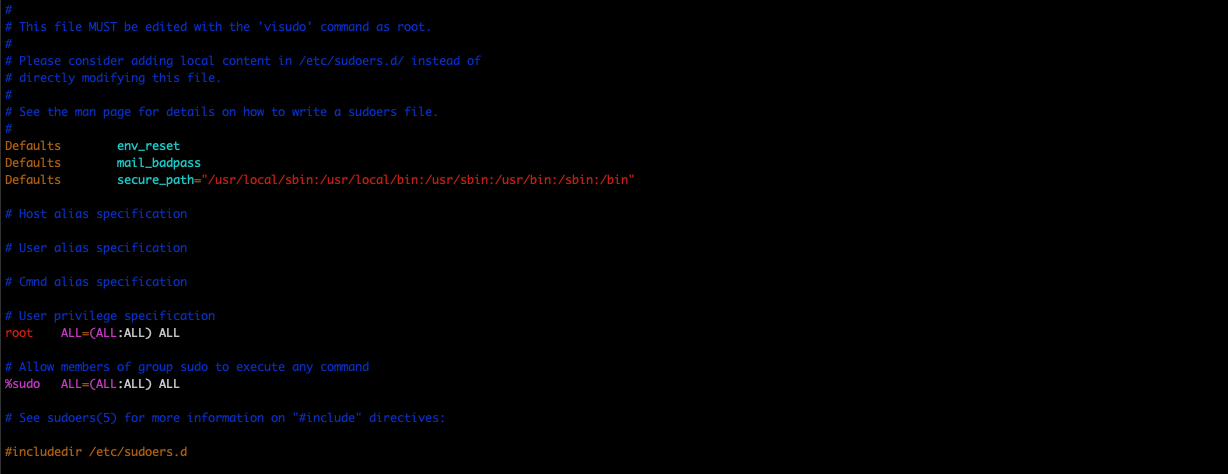 #
# This file MUST be edited with the 'visudo' command as root.
#
# Please consider adding local content in /etc/sudoers.d/ instead of
# directly modifying this file.
#
# See the man page for details on how to write a sudoers file.
#
Defaults        env_reset
Defaults        mail_badpass
Defaults        secure_path="/usr/local/sbin:/usr/local/bin:/usr/sbin:/usr/bin:/sbin:/bin"
# Host alias specification
# User alias specification
# Cmnd alias specification
# User privilege specification
root    ALL=(ALL:ALL) ALL
# Allow members of group sudo to execute any command
%sudo   ALL=(ALL:ALL) ALL
# See sudoers(5) for more information on "#include" directives:
#includedir /etc/sudoers.d